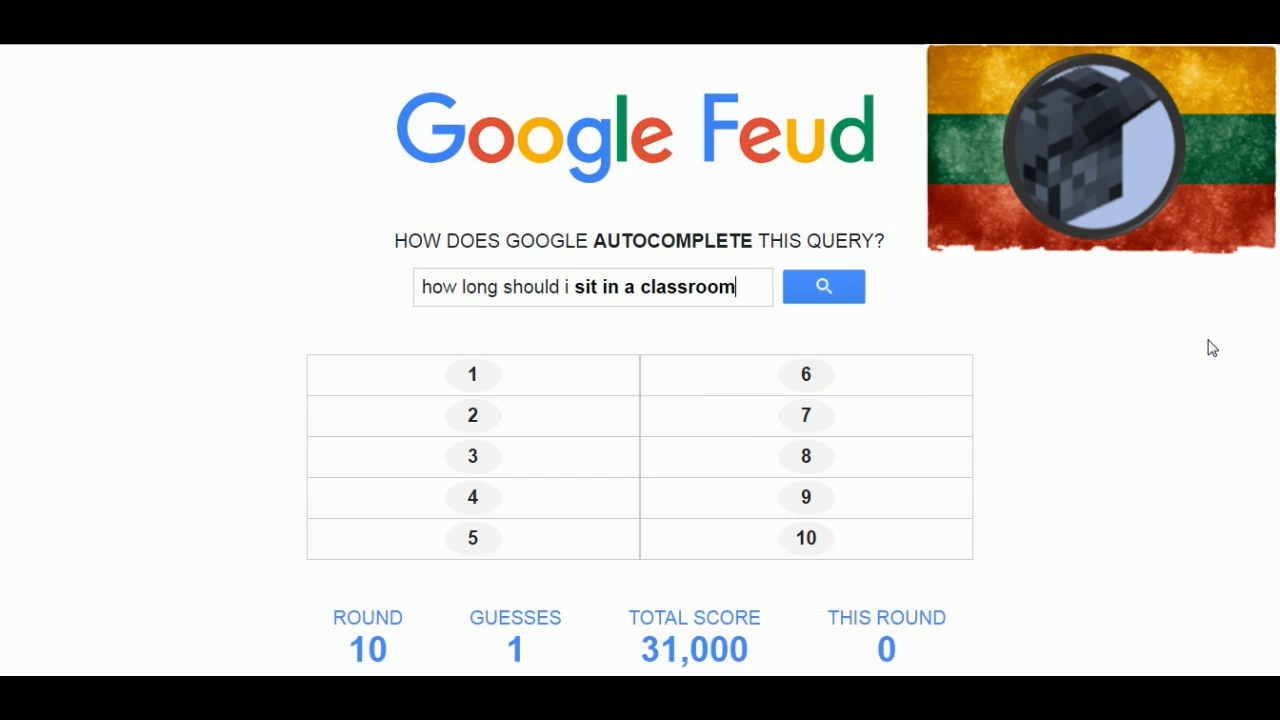 Google Feud
HOW DOES GOOGLE AUTOCOMPLETE THIS QUERY?
how long should i sit in a classroom
1 6
2 7
3 8
4 9
5 10
ROUND GUESSES TOTAL SCORE THIS ROUND
10 1 31,000 0